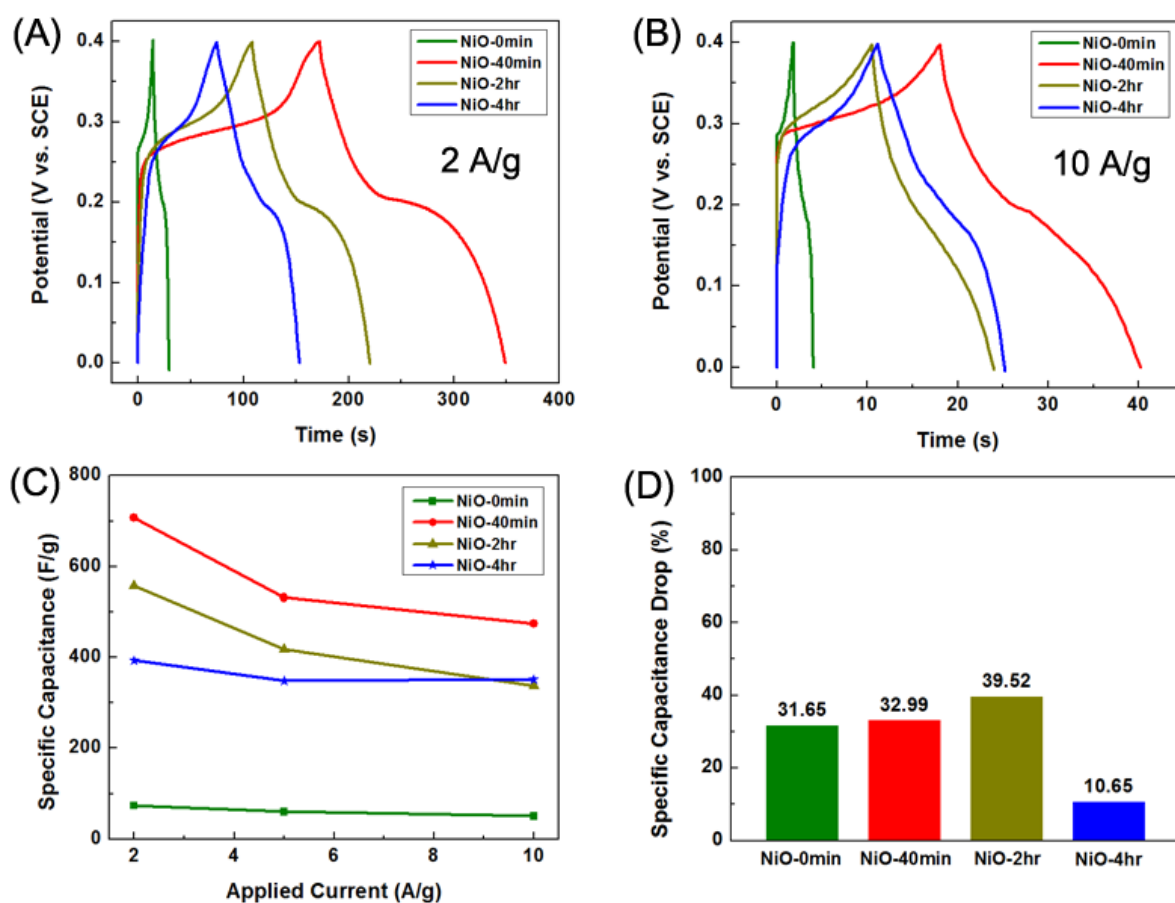 (A)
NiO-0min
NiO-40min
NiO-2hr
NiO-4hr
2 A/g
0.4
0.3
0.2
0.1
0.0
Potential (V vs. SCE)
0 100 200 300 400
Time (s)
(B)
NiO-0min
NiO-40min
NiO-2hr
NiO-4hr
10 A/g
0.4
0.3
0.2
0.1
0.0
Potential (V vs. SCE)
0 10 20 30 40
Time (s)
(C)
NiO-0min
NiO-40min
NiO-2hr
NiO-4hr
800
600
400
200
0
Specific Capacitance (F/g)
2 4 6 8 10
Applied Current (A/g)
(D)
100
80
60
40
20
0
Specific Capacitance Drop (%)
31.65 32.99 39.52 10.65
NiO-0min NiO-40min NiO-2hr NiO-4hr